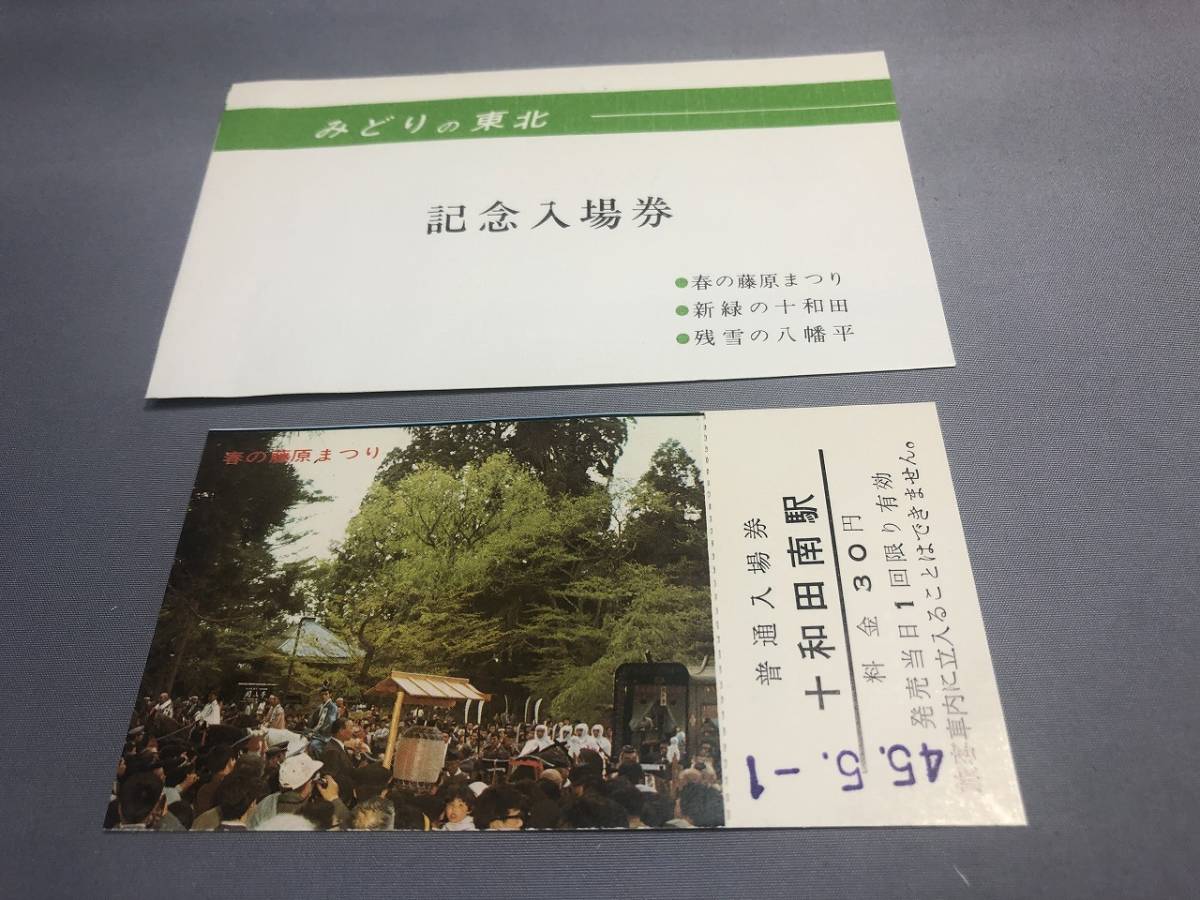 みどりの東北
記念入場券
●春の藤原まつり
●新緑の十和田
●残雪の八幡平
春の藤原まつり
普通入場券
十和田南駅
料金30円
発売当日1回限り有効
旅客車内に立入ることはできません。
45.5.-1